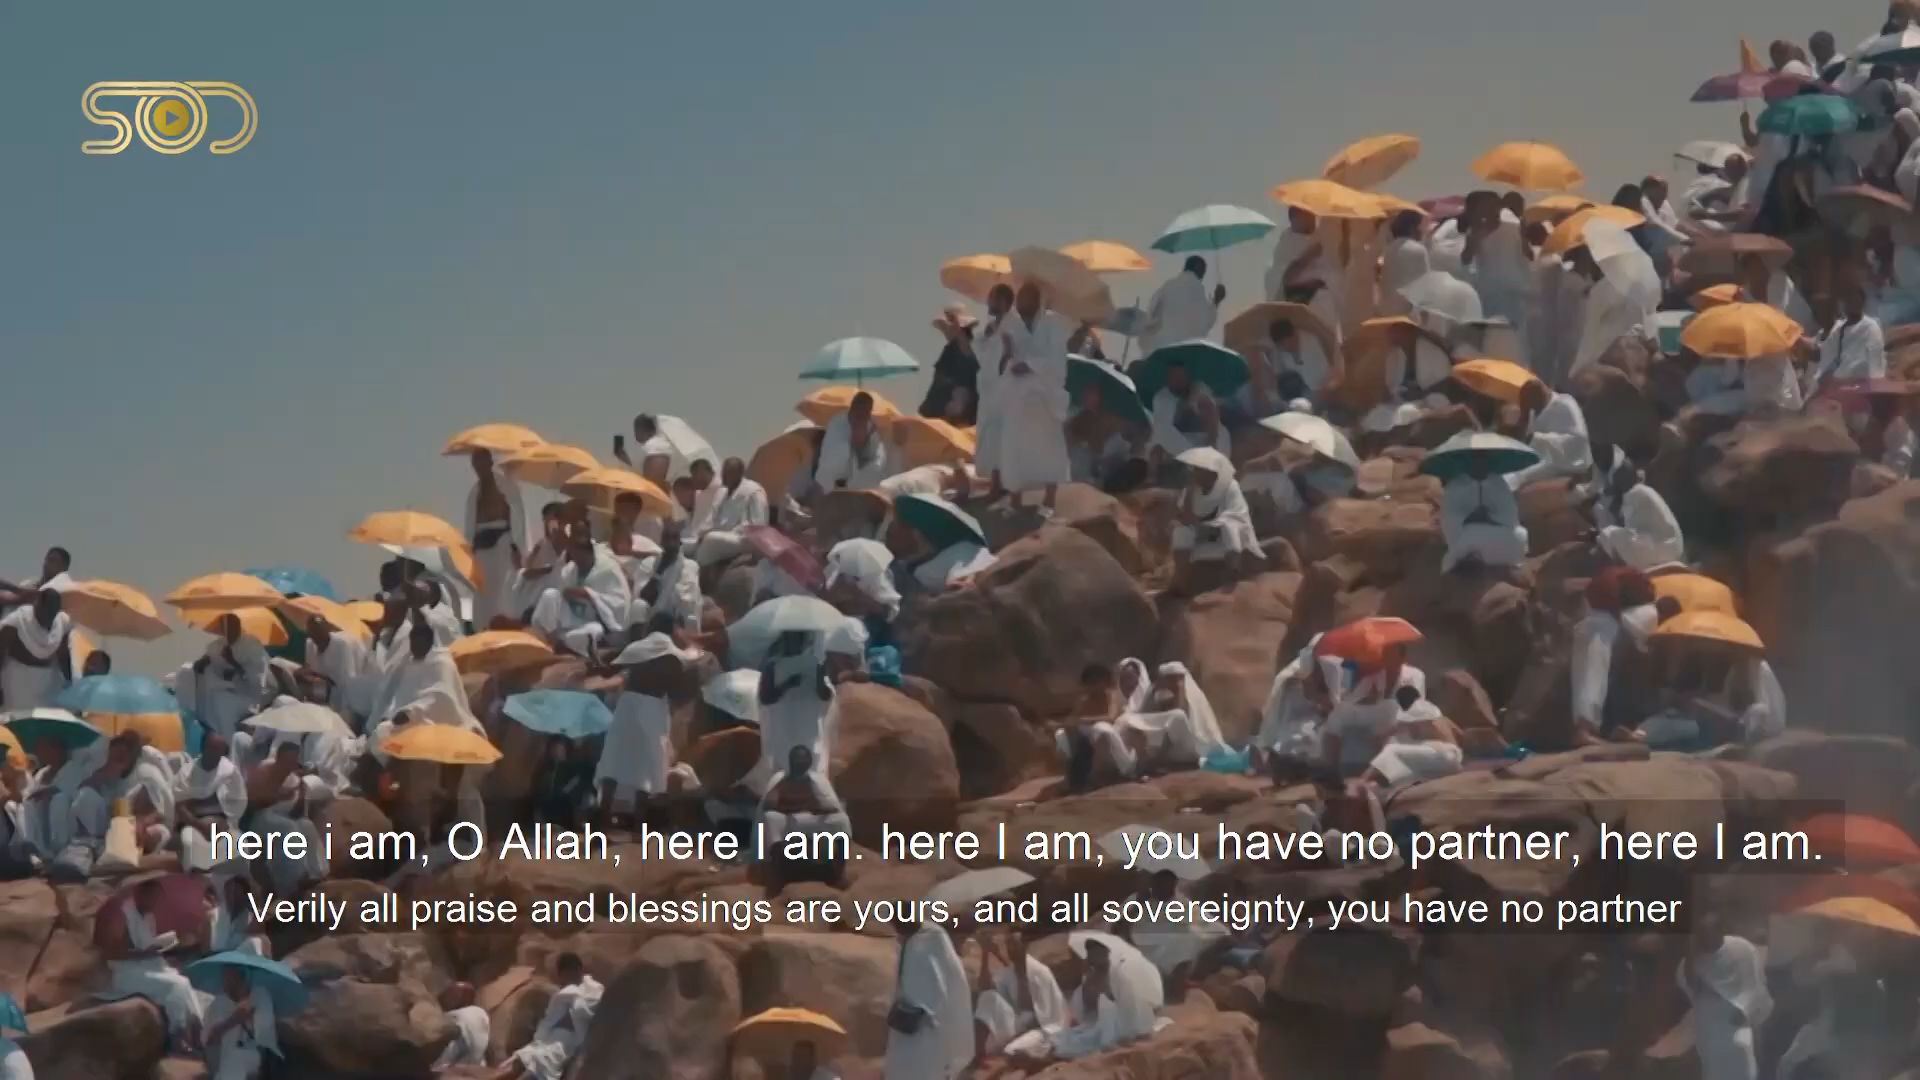 SOD
here i am, O Allah, here I am. here I am, you have no partner, here I am.
Verily all praise and blessings are yours, and all sovereignty, you have no partner